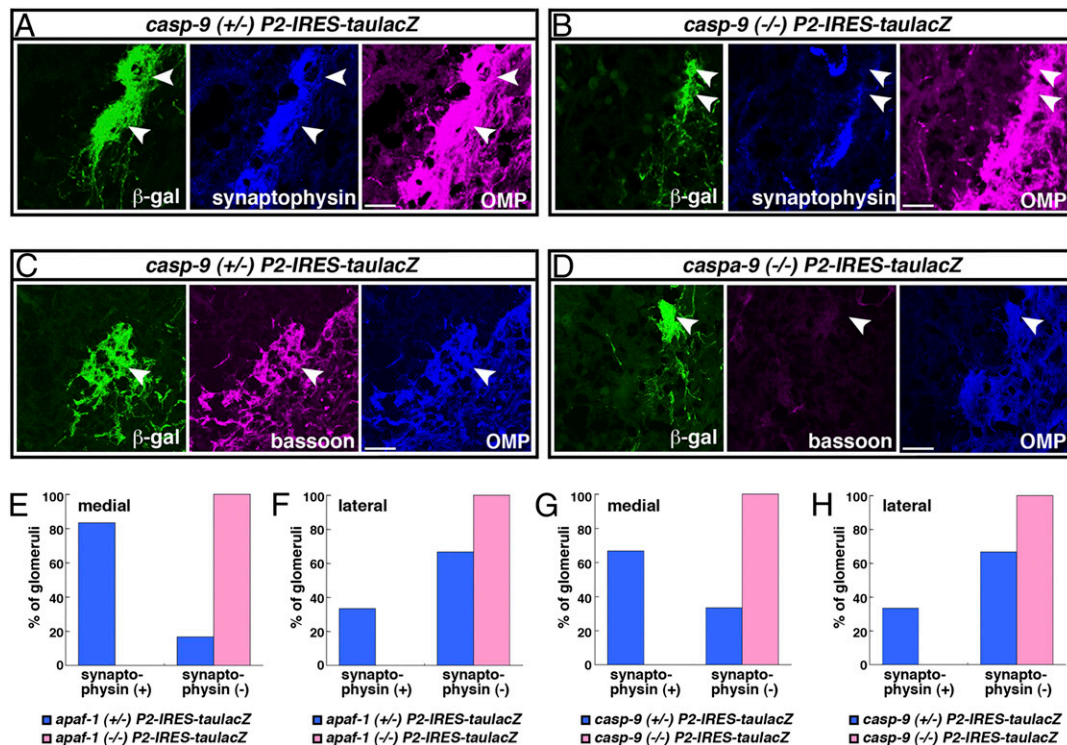 A casp-9 (+/-) P2-IRES-taulacZ
β-gal synaptophysin OMP
B casp-9 (-/-) P2-IRES-taulacZ
β-gal synaptophysin OMP
C casp-9 (+/-) P2-IRES-taulacZ
β-gal bassoon OMP
D caspa-9 (-/-) P2-IRES-taulacZ
β-gal bassoon OMP
E medial
% of glomeruli
100
80
60
40
20
0
synapto-
physin (+)
synapto-
physin (-)
apaf-1 (+/-) P2-IRES-taulacZ
apaf-1 (-/-) P2-IRES-taulacZ
F lateral
% of glomeruli
100
80
60
40
20
0
synapto-
physin (+)
synapto-
physin (-)
apaf-1 (+/-) P2-IRES-taulacZ
apaf-1 (-/-) P2-IRES-taulacZ
G medial
% of glomeruli
100
80
60
40
20
0
synapto-
physin (+)
synapto-
physin (-)
casp-9 (+/-) P2-IRES-taulacZ
casp-9 (-/-) P2-IRES-taulacZ
H lateral
% of glomeruli
100
80
60
40
20
0
synapto-
physin (+)
synapto-
physin (-)
casp-9 (+/-) P2-IRES-taulacZ
casp-9 (-/-) P2-IRES-taulacZ